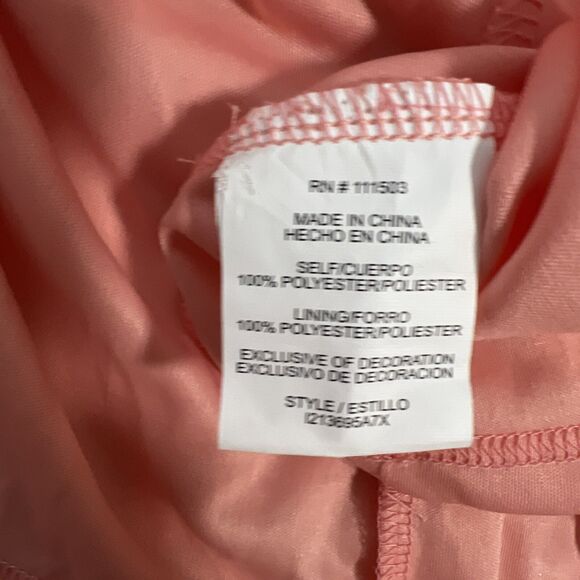 RN # 111503
MADE IN CHINA
HECHO EN CHINA
SELF/CUERPO
100% POLYESTER/POLIESTER
LINING/FORRO
100% POLYESTER/POLIESTER
EXCLUSIVE OF DECORATION
EXCLUSIVO DE DECORACION
STYLE / ESTILLO
I213695A7X